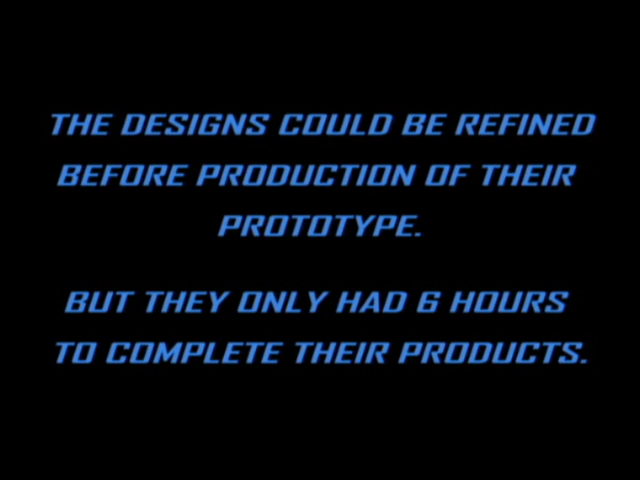 THE DESIGNS COULD BE REFINED
BEFORE PRODUCTION OF THEIR
PROTOTYPE.
BUT THEY ONLY HAD 6 HOURS
TO COMPLETE THEIR PRODUCTS.